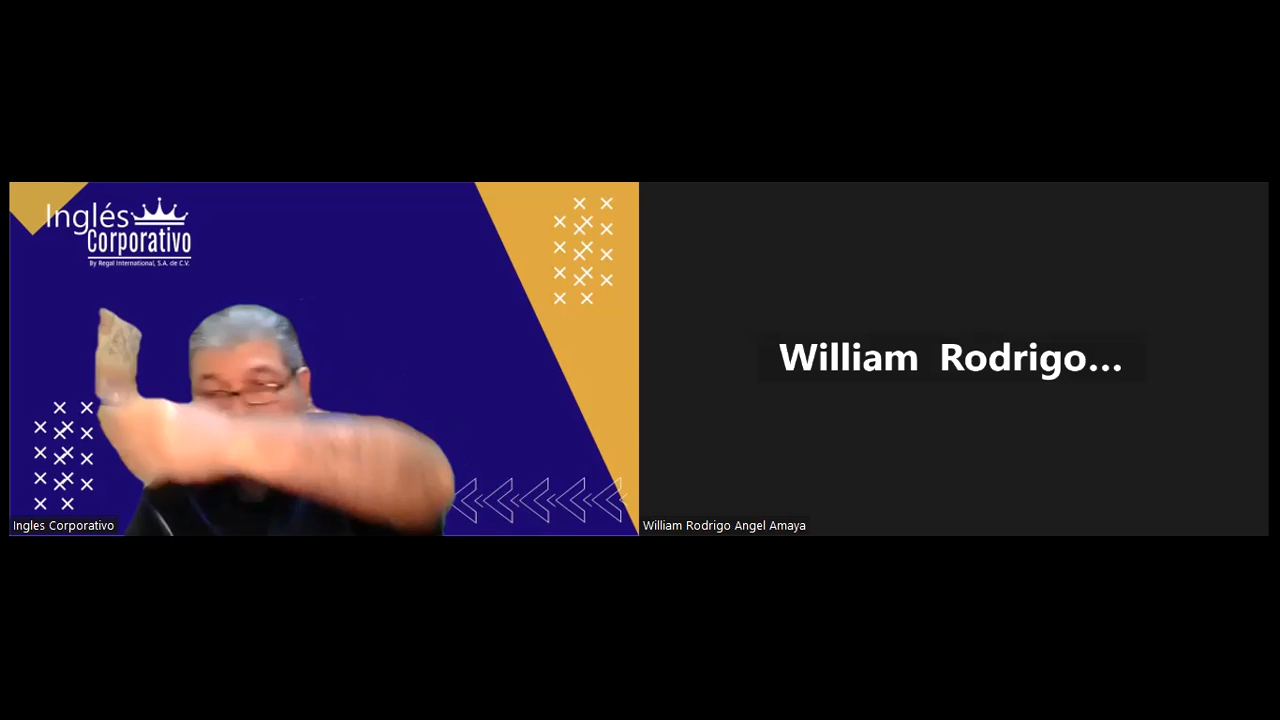 Inglés
Corporativo
By Regal International, S.A. de C.V.
William Rodrigo...
Ingles Corporativo
William Rodrigo Angel Amaya